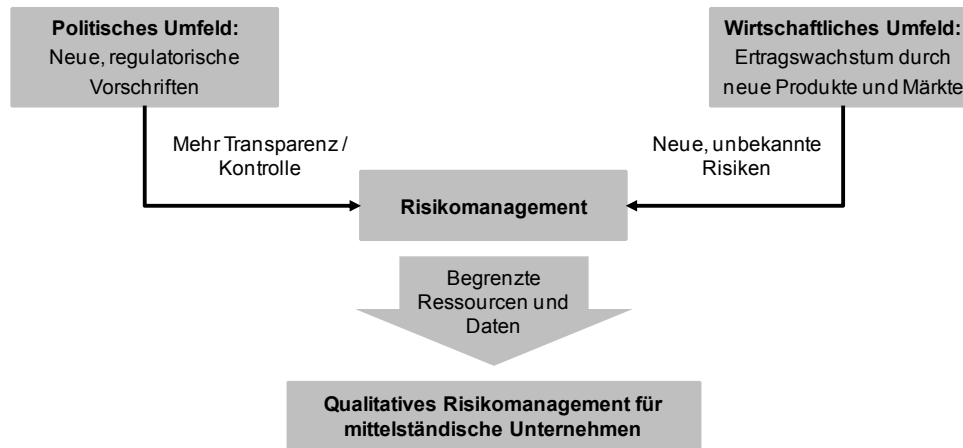 Politisches Umfeld:
Neue, regulatorische
Vorschriften
Wirtschaftliches Umfeld:
Ertragswachstum durch
neue Produkte und Märkte
Mehr Transparenz /
Kontrolle
Neue, unbekannte
Risiken
Risikomanagement
Begrenzte
Ressourcen und
Daten
Qualitatives Risikomanagement für
mittelständische Unternehmen